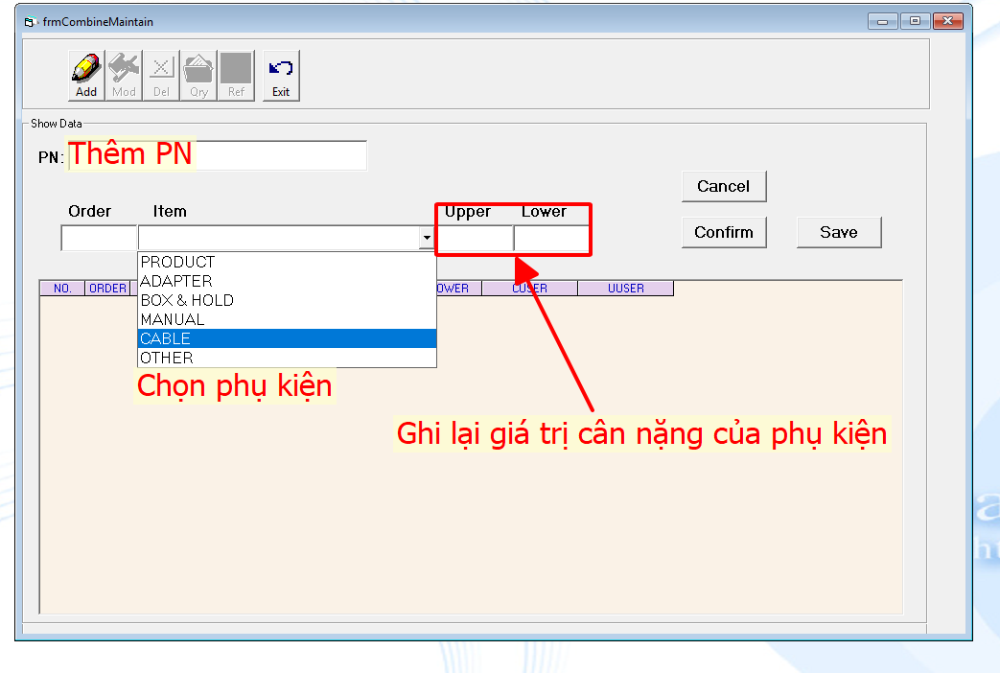 frmCombineMaintain
Add Mod Del Qry Ref Exit
Show Data
PN: Thêm PN
Cancel
Order Item Upper Lower
Confirm Save
PRODUCT
NO. ORDER OWER CUSER UUSER
ADAPTER
BOX & HOLD
MANUAL
CABLE
OTHER
Chọn phụ kiện
Ghi lại giá trị cân nặng của phụ kiện